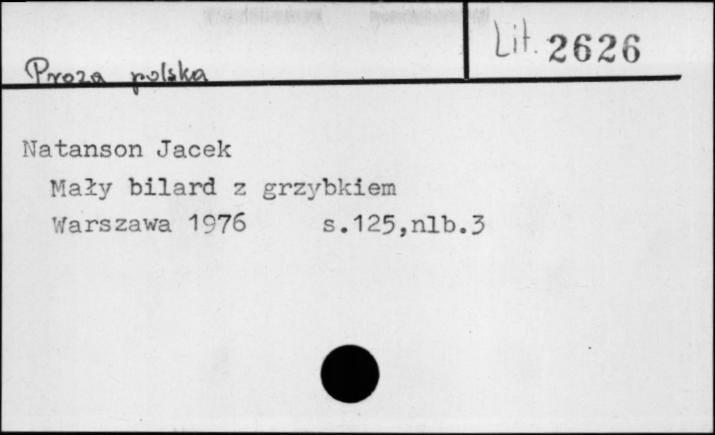 Lit. 2626
Proza polska
Natanson Jacek
Mały bilard z grzybkiem
Warszawa 1976 s.125,nlb.3